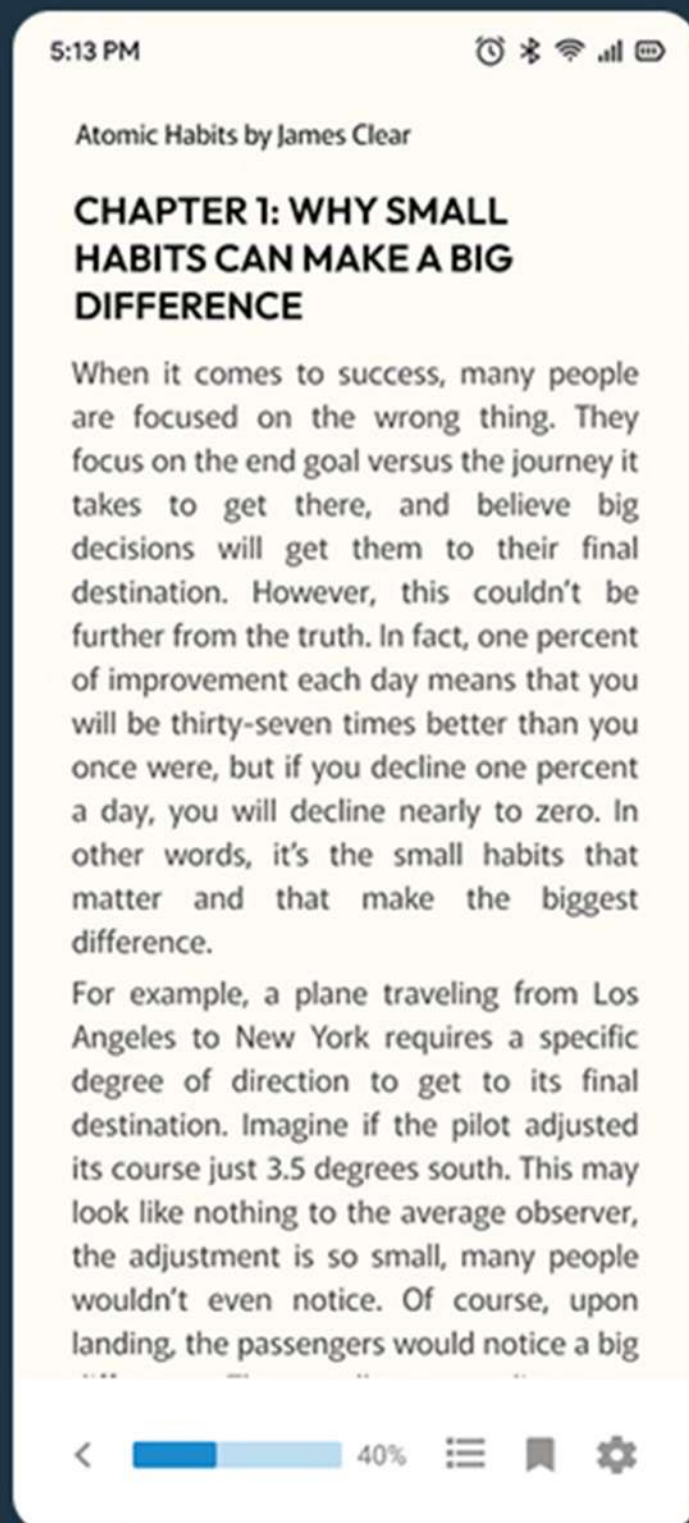 5:13 PM
Atomic Habits by James Clear
CHAPTER 1: WHY SMALL
HABITS CAN MAKE A BIG
DIFFERENCE
When it comes to success, many people
are focused on the wrong thing. They
focus on the end goal versus the journey it
takes to get there, and believe big
decisions will get them to their final
destination. However, this couldn't be
further from the truth. In fact, one percent
of improvement each day means that you
will be thirty-seven times better than you
once were, but if you decline one percent
a day, you will decline nearly to zero. In
other words, it's the small habits that
matter and that make the biggest
difference.
For example, a plane traveling from Los
Angeles to New York requires a specific
degree of direction to get to its final
destination. Imagine if the pilot adjusted
its course just 3.5 degrees south. This may
look like nothing to the average observer,
the adjustment is so small, many people
wouldn't even notice. Of course, upon
landing, the passengers would notice a big
40%